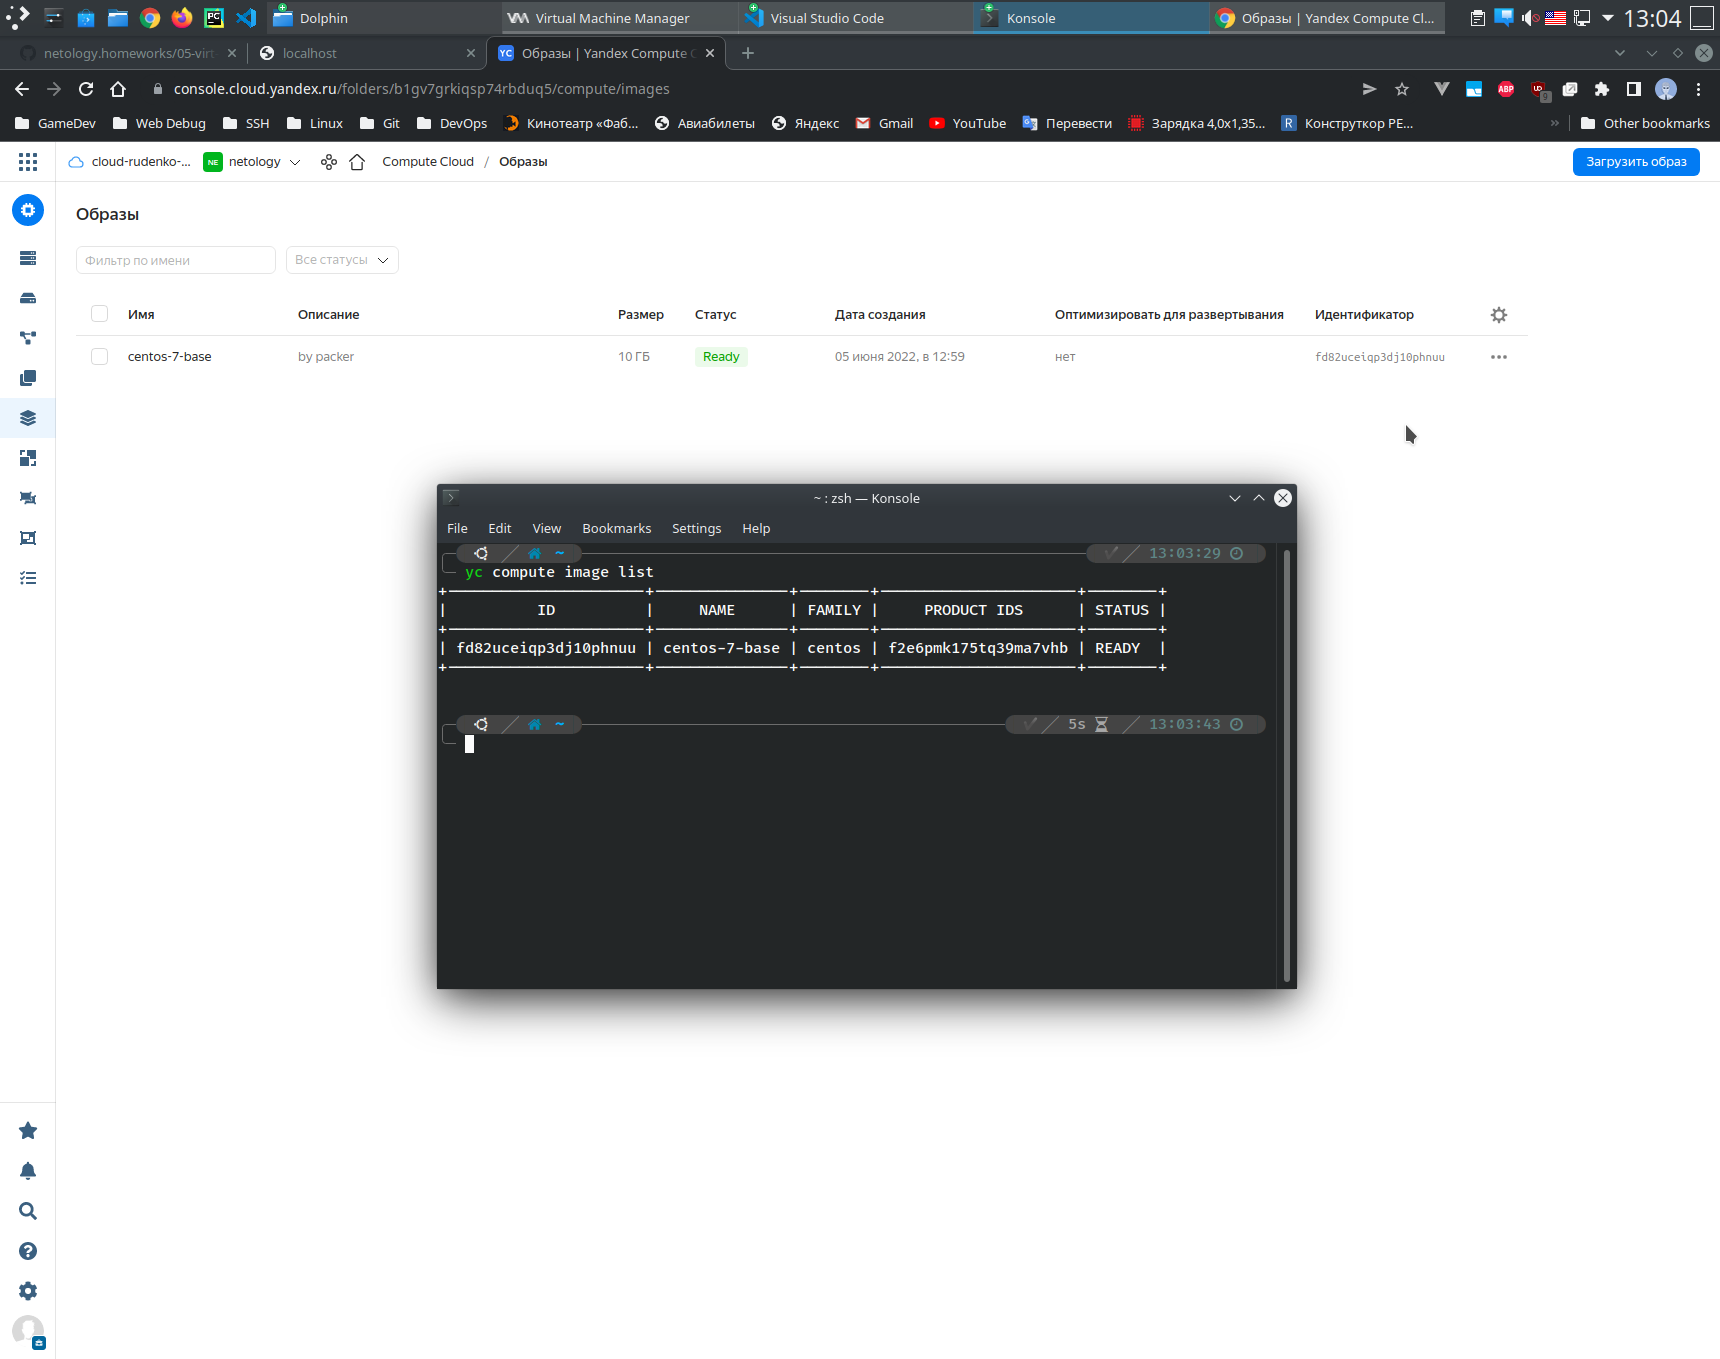 Dolphin
Virtual Machine Manager
Visual Studio Code
Konsole
Образы | Yandex Compute Cl...
13:04
netology.homeworks/05-virt
localhost
YC Образы | Yandex Compute C
console.cloud.yandex.ru/folders/b1gv7grkiqsp74rbduq5/compute/images
ABP
GameDev
Web Debug
SSH
Linux
Git
DevOps
Кинотеатр «Фаб...
Авиабилеты
Яндекс
Gmail
YouTube
Перевести
Зарядка 4,0х1,35...
R Конструткор РЕ...
»
Other bookmarks
cloud-rudenko-...
NE netology
Compute Cloud / Образы
Загрузить образ
Образы
Фильтр по имени
Все статусы
Имя Описание Размер Статус Дата создания Оптимизировать для развертывания Идентификатор
centos-7-base by packer 10 ГБ Ready 05 июня 2022, в 12:59 нет fd82uceiqp3dj10phnuu
~ : zsh — Konsole
File Edit View Bookmarks Settings Help
~ 13:03:29
yc compute image list
| ID | NAME | FAMILY | PRODUCT IDS | STATUS |
| fd82uceiqp3dj10phnuu | centos-7-base | centos | f2e6pmk175tq39ma7vhb | READY |
~ 5s 13:03:43